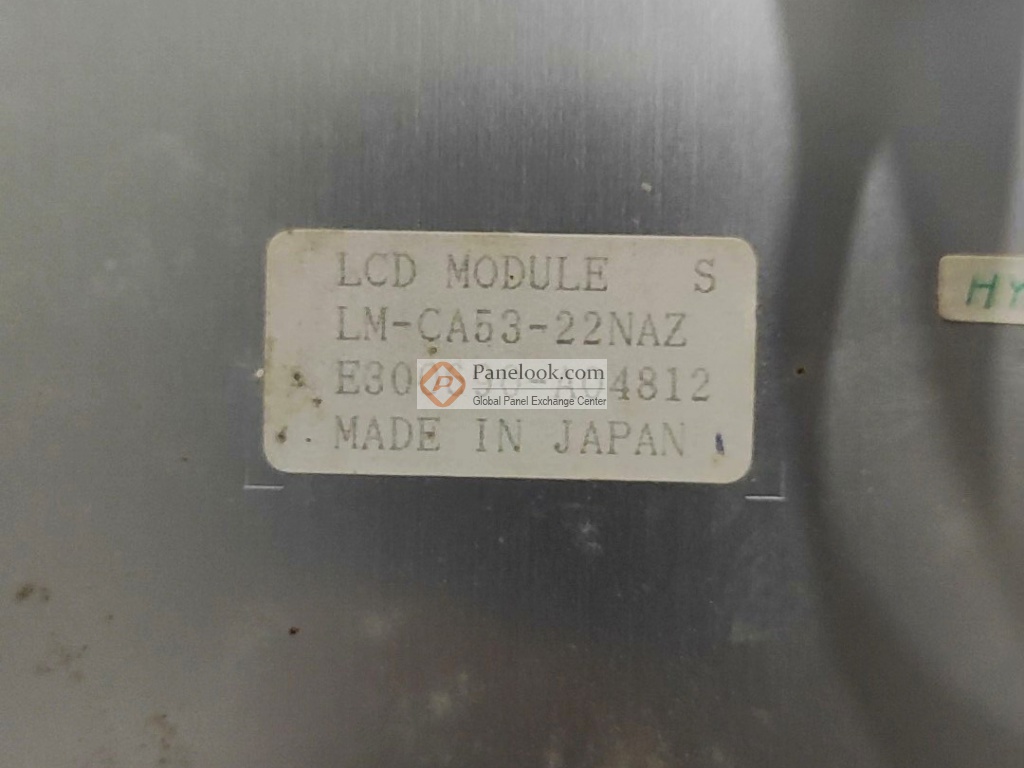 LCD MODULE S
LM-CA53-22NAZ
Panelook.com
Global Panel Exchange Center
MADE IN JAPAN
HY